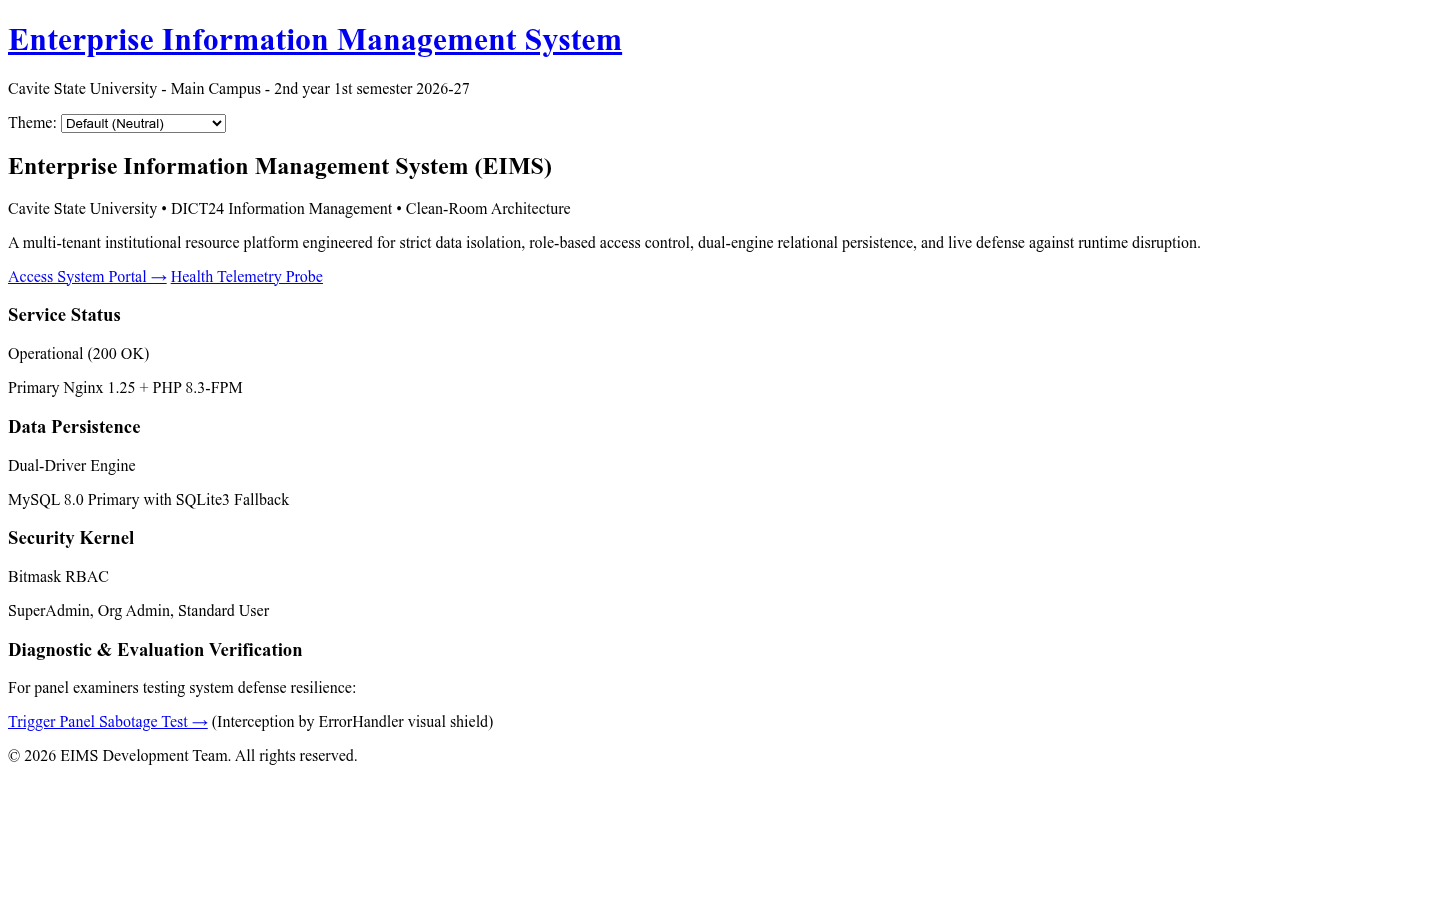 Enterprise Information Management System
Cavite State University - Main Campus - 2nd year 1st semester 2026-27
Theme: Default (Neutral)
Enterprise Information Management System (EIMS)
Cavite State University • DICT24 Information Management • Clean-Room Architecture
A multi-tenant institutional resource platform engineered for strict data isolation, role-based access control, dual-engine relational persistence, and live defense against runtime disruption.
Access System Portal → Health Telemetry Probe
Service Status
Operational (200 OK)
Primary Nginx 1.25 + PHP 8.3-FPM
Data Persistence
Dual-Driver Engine
MySQL 8.0 Primary with SQLite3 Fallback
Security Kernel
Bitmask RBAC
SuperAdmin, Org Admin, Standard User
Diagnostic & Evaluation Verification
For panel examiners testing system defense resilience:
Trigger Panel Sabotage Test → (Interception by ErrorHandler visual shield)
© 2026 EIMS Development Team. All rights reserved.